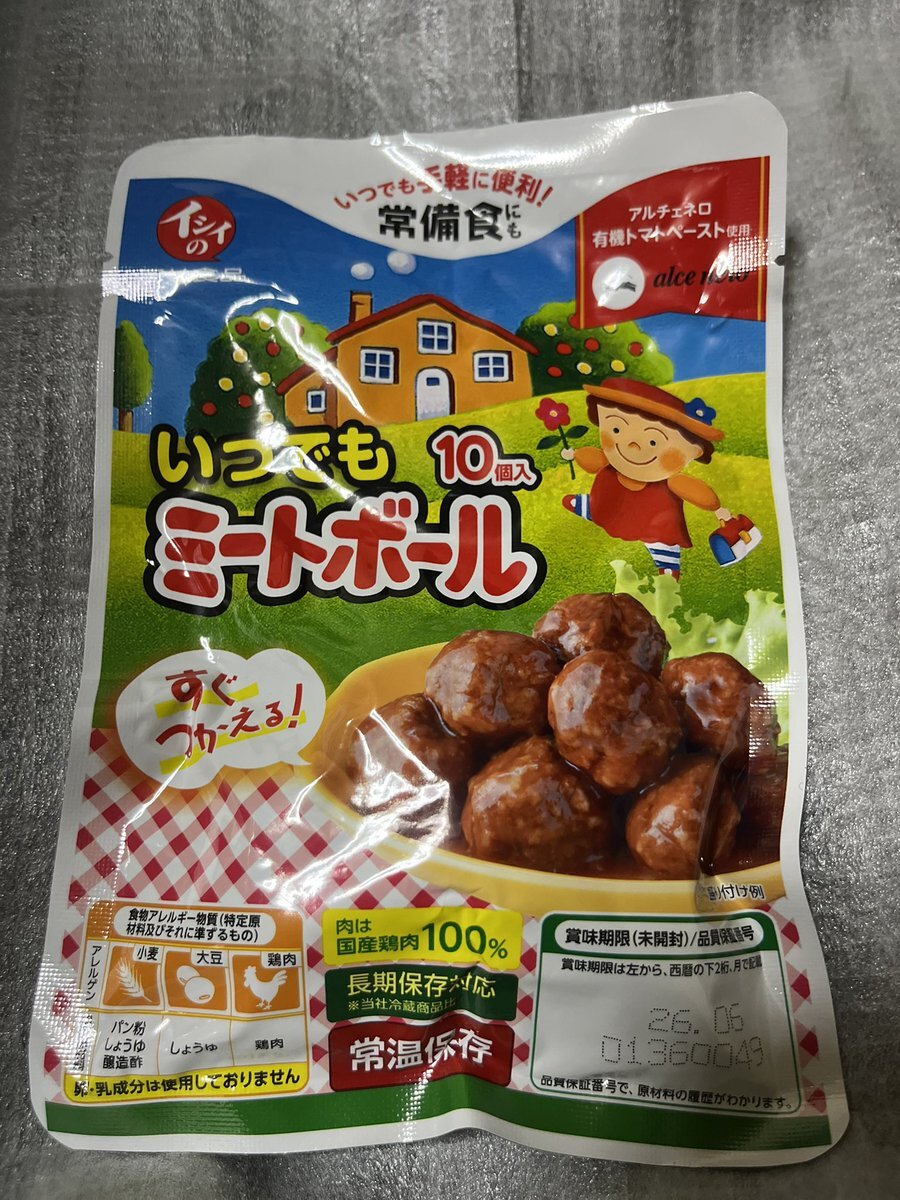 いつでも手軽に便利!
常備食にも
イシイの
アルチェネロ
有機トマトペースト使用
alce nero
いつでも
10個入
ミートボール
すぐ
つか〜える!
盛り付け例
食物アレルギー物質(特定原
材料及びそれに準ずるもの)
アレルゲン
小麦
大豆
鶏肉
パン粉
しょうゆ
醸造酢
しょうゆ
鶏肉
卵・乳成分は使用しておりません
肉は
国産鶏肉100%
長期保存対応
※当社冷蔵商品比
常温保存
賞味期限(未開封)/品質保証番号
賞味期限は左から、西暦の下2桁、月で記載
26.06
01360049
品質保証番号で、原材料の履歴がわかります。